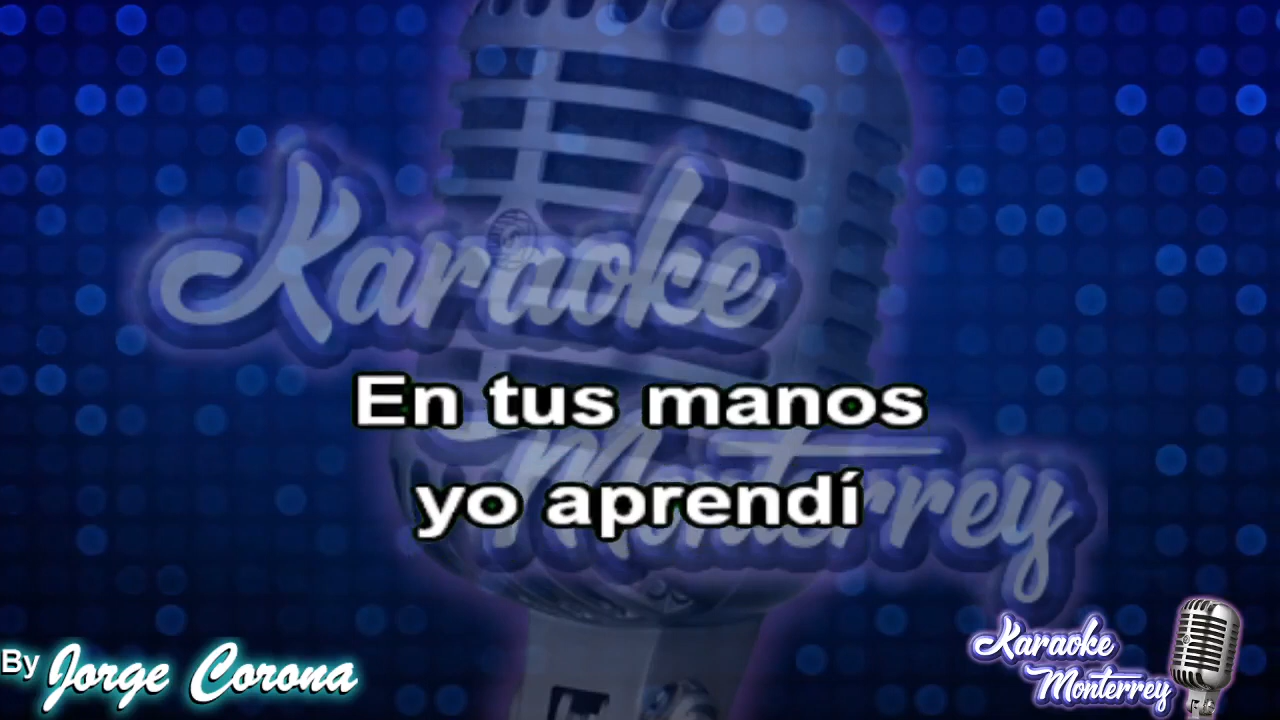 Karaoke
En tus manos
Monterrey
yo aprendí
By Jorge Corona
Karaoke
Monterrey